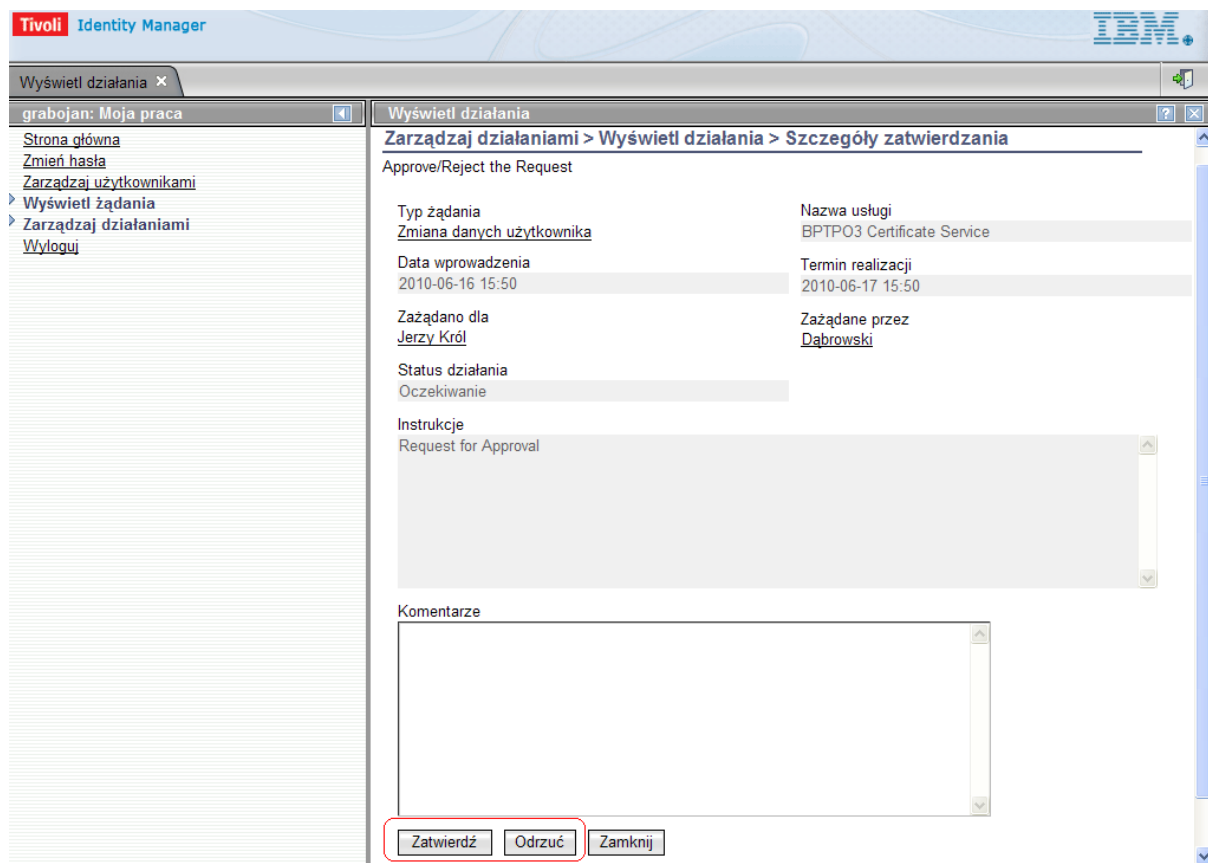 Tivoli Identity Manager
IBM
Wyświetl działania
grabojan: Moja praca
Strona główna
Zmień hasła
Zarządzaj użytkownikami
Wyświetl żądania
Zarządzaj działaniami
Wyloguj
Wyświetl działania
Zarządzaj działaniami > Wyświetl działania > Szczegóły zatwierdzania
Approve/Reject the Request
Typ żądania
Zmiana danych użytkownika
Nazwa usługi
BPTPO3 Certificate Service
Data wprowadzenia
2010-06-16 15:50
Termin realizacji
2010-06-17 15:50
Zażądano dla
Jerzy Król
Zażądane przez
Dąbrowski
Status działania
Oczekiwanie
Instrukcje
Request for Approval
Komentarze
Zatwierdź Odrzuć Zamknij